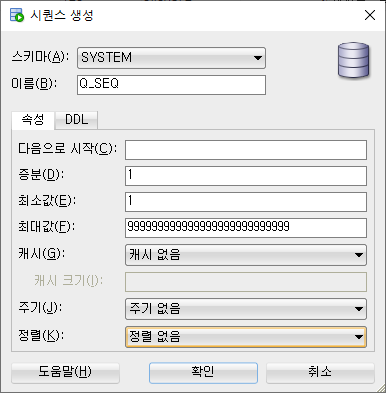 시퀀스 생성
스키마(A): SYSTEM
이름(B): Q_SEQ
속성 DDL
다음으로 시작(C):
증분(D): 1
최소값(E): 1
최대값(F): 9999999999999999999999999999
캐시(G): 캐시 없음
캐시 크기(I):
주기(J): 주기 없음
정렬(K): 정렬 없음
도움말(H) 확인 취소